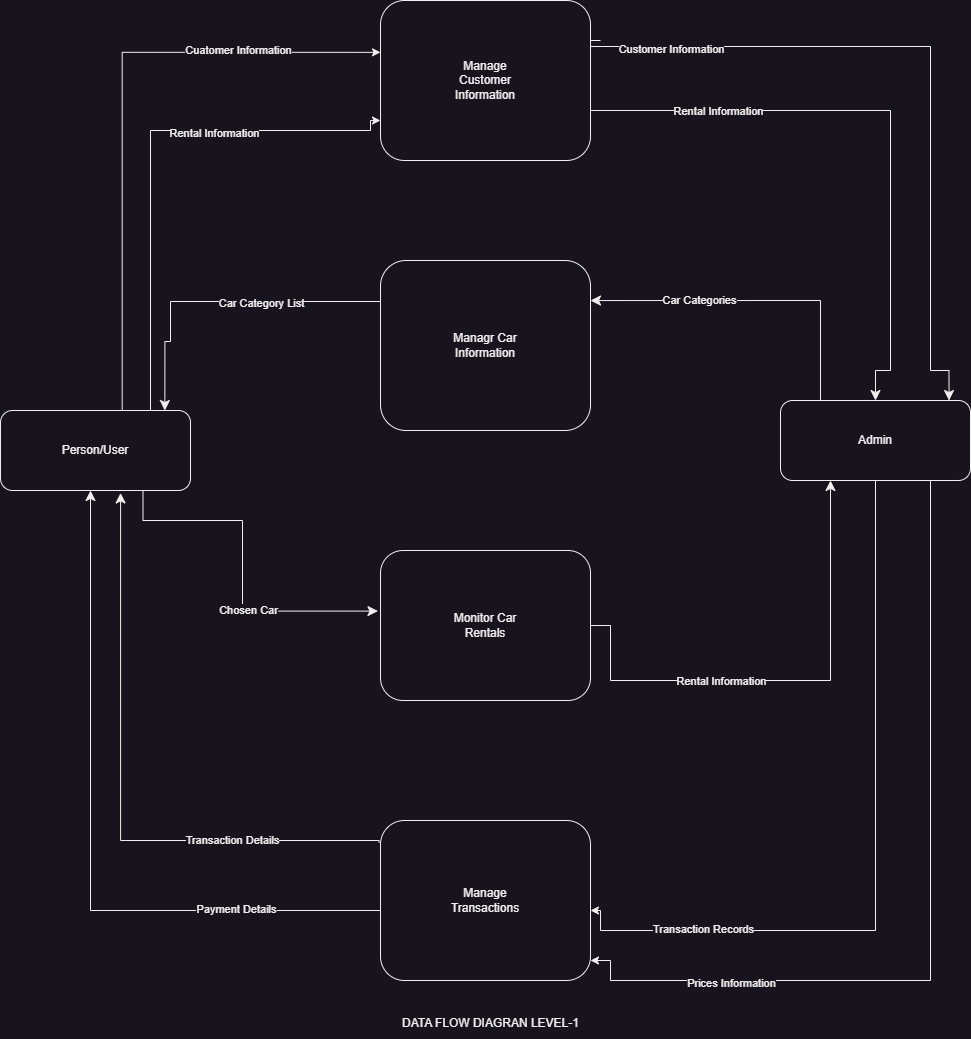 Cuatomer Information
Customer Information
Manage
Customer
Information
Rental Information
Rental Information
Car Category List
Car Categories
Managr Car
Information
Person/User
Admin
Chosen Car
Monitor Car
Rentals
Rental Information
Transaction Details
Manage
Transactions
Payment Details
Transaction Records
Prices Information
DATA FLOW DIAGRAN LEVEL-1